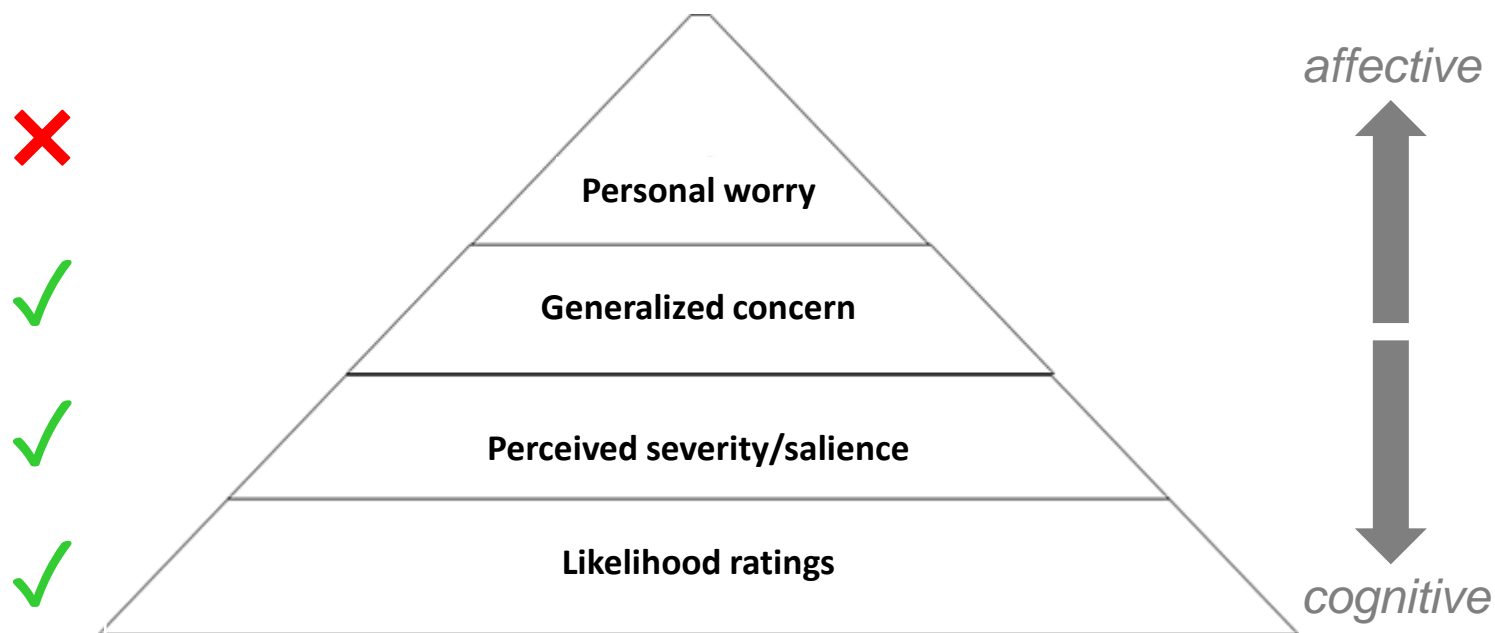 affective
Personal worry
Generalized concern
Perceived severity/salience
Likelihood ratings
cognitive